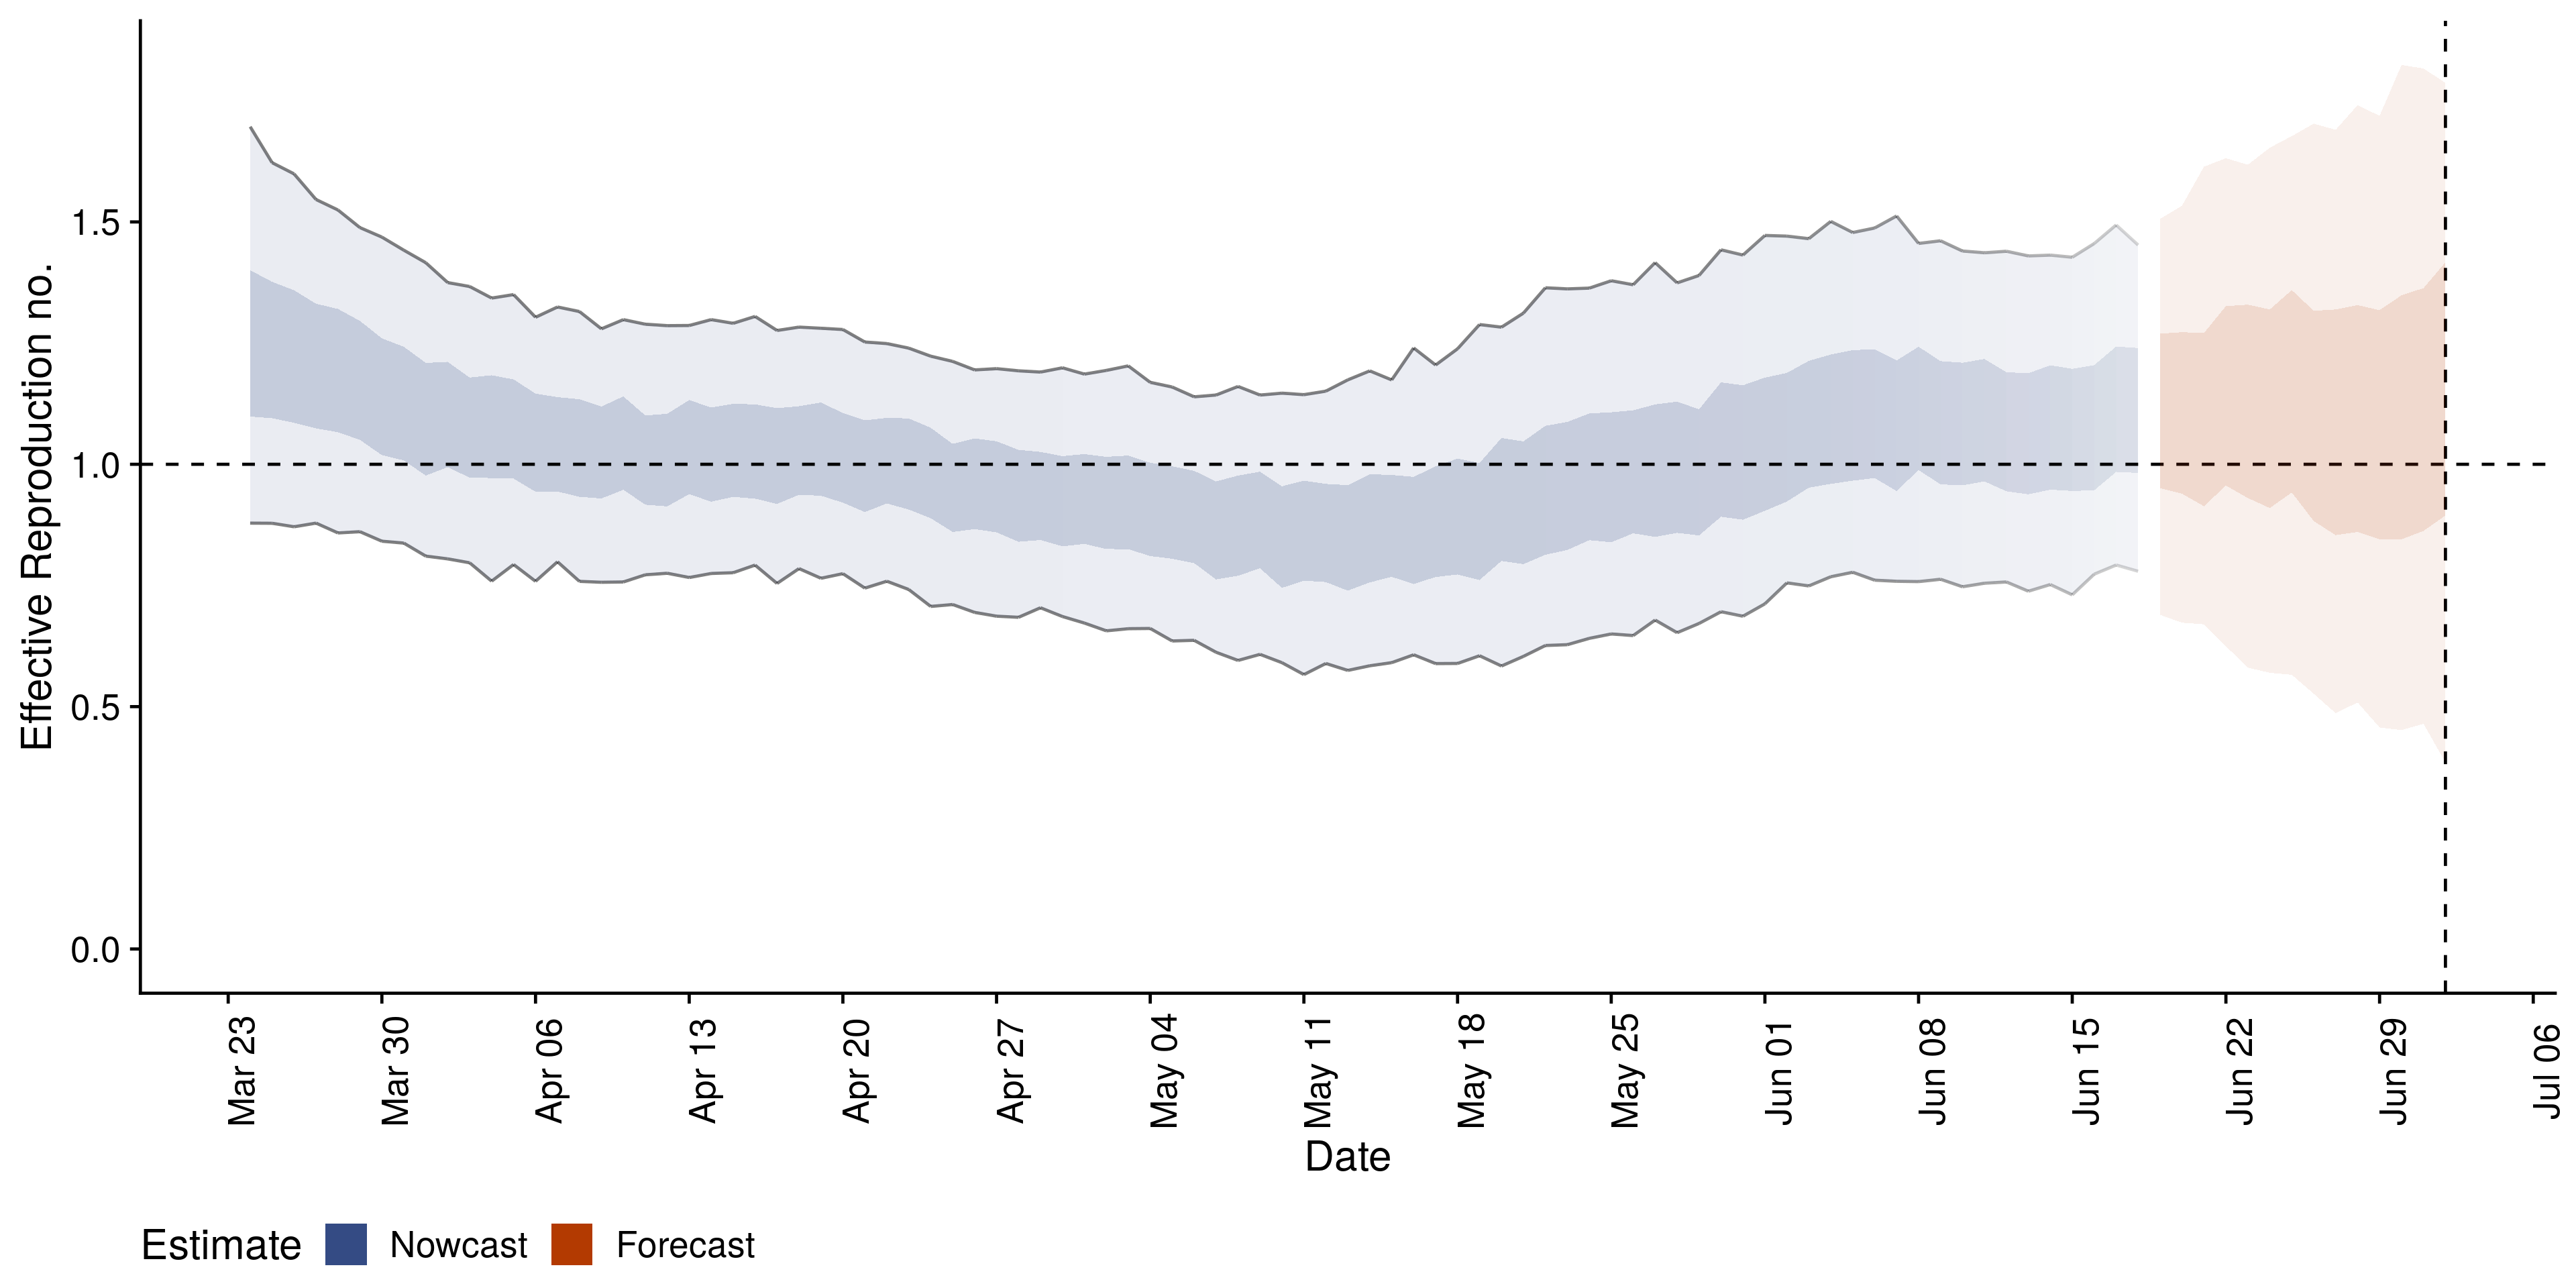 Effective Reproduction no.
1.5
1.0
0.5
0.0
Mar 23
Mar 30
Apr 06
Apr 13
Apr 20
Apr 27
May 04
May 11
May 18
May 25
Jun 01
Jun 08
Jun 15
Jun 22
Jun 29
Jul 06
Date
Estimate Nowcast Forecast